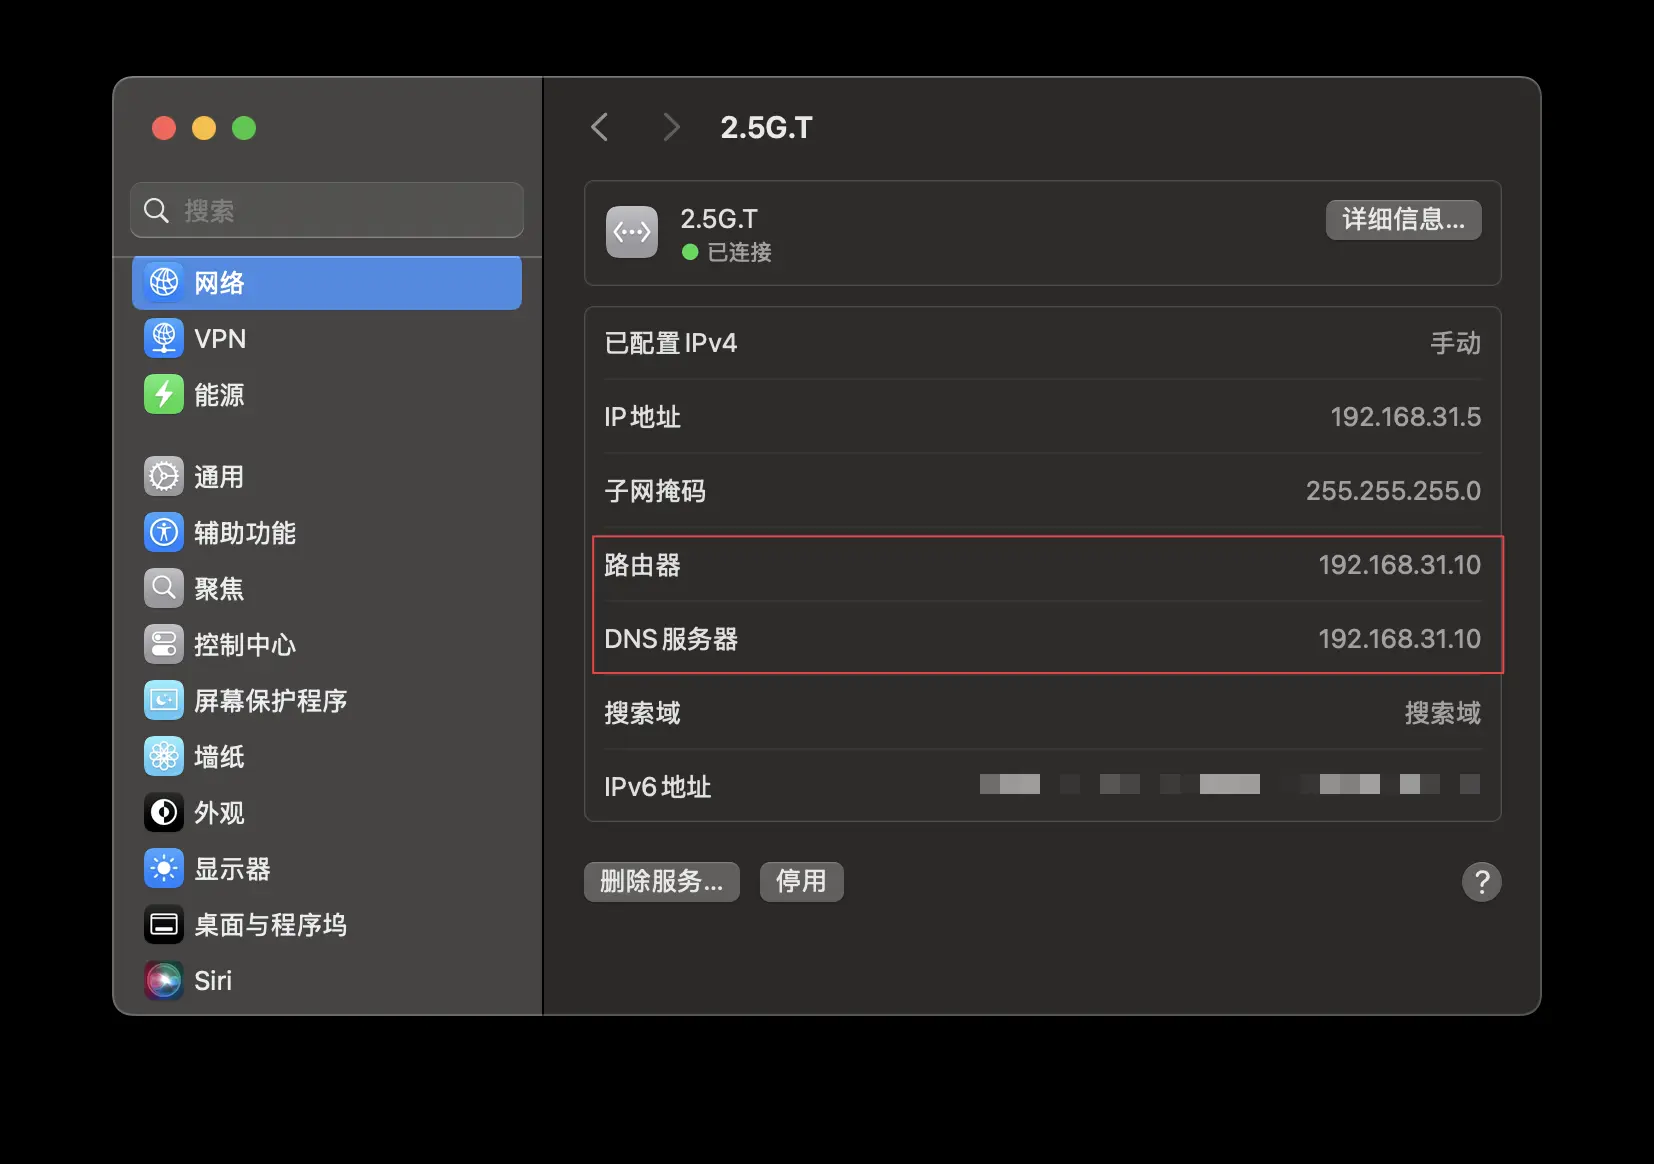 搜索
网络
VPN
能源
通用
辅助功能
聚焦
控制中心
屏幕保护程序
墙纸
外观
显示器
桌面与程序坞
Siri
2.5G.T
2.5G.T
已连接
详细信息...
已配置 IPv4 手动
IP 地址 192.168.31.5
子网掩码 255.255.255.0
路由器 192.168.31.10
DNS 服务器 192.168.31.10
搜索域 搜索域
IPv6 地址
删除服务... 停用 ?